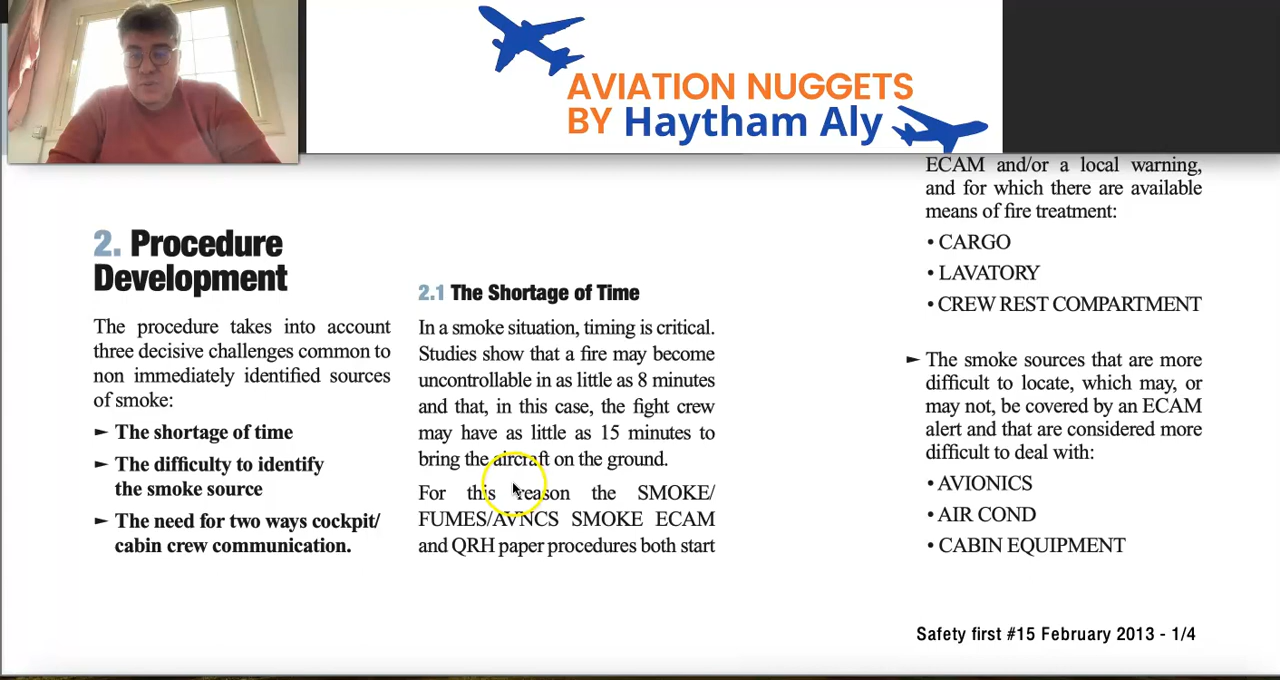 AVIATION NUGGETS
BY Haytham Aly
2. Procedure
Development
The procedure takes into account
three decisive challenges common to
non immediately identified sources
of smoke:
► The shortage of time
► The difficulty to identify
the smoke source
► The need for two ways cockpit/
cabin crew communication.
2.1 The Shortage of Time
In a smoke situation, timing is critical.
Studies show that a fire may become
uncontrollable in as little as 8 minutes
and that, in this case, the fight crew
may have as little as 15 minutes to
bring the aircraft on the ground.
For this reason the SMOKE/
FUMES/AVNCS SMOKE ECAM
and QRH paper procedures both start
ECAM and/or a local warning,
and for which there are available
means of fire treatment:
• CARGO
• LAVATORY
• CREW REST COMPARTMENT
► The smoke sources that are more
difficult to locate, which may, or
may not, be covered by an ECAM
alert and that are considered more
difficult to deal with:
• AVIONICS
• AIR COND
• CABIN EQUIPMENT
Safety first #15 February 2013 - 1/4